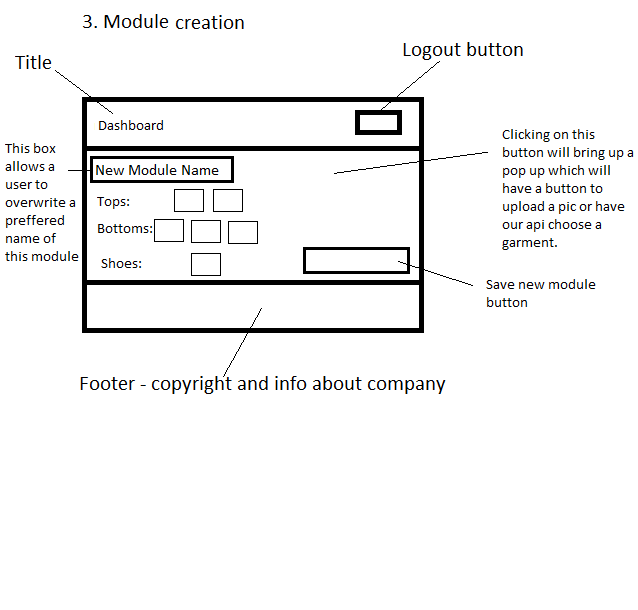 3. Module creation
Logout button
Title
Dashboard
This box
allows a
user to
overwrite a
preffered
name of
this module
New Module Name
Tops:
Bottoms:
Shoes:
Clicking on this
button will bring up a
pop up which will
have a button to
upload a pic or have
our api choose a
garment.
Save new module
button
Footer - copyright and info about company